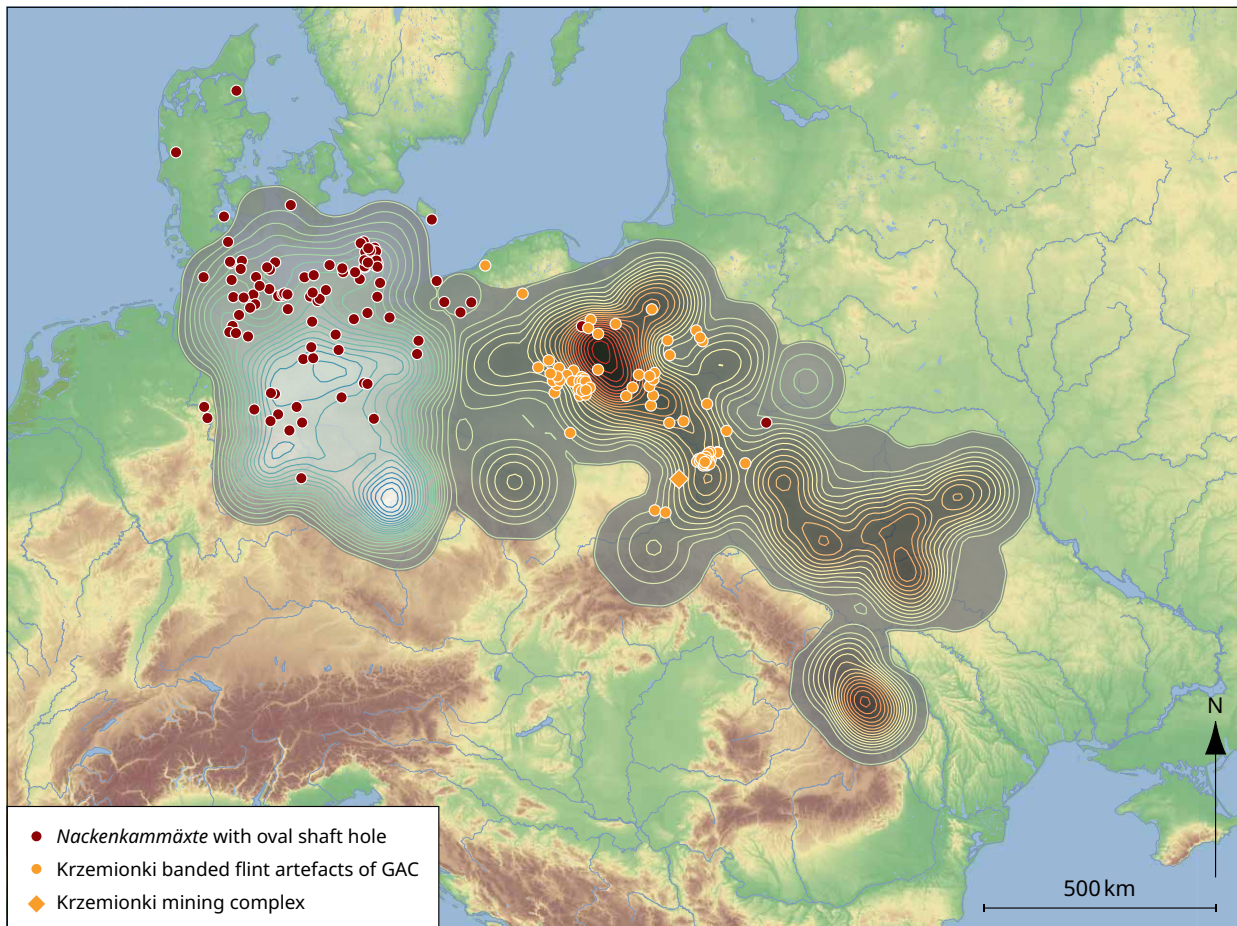 N
Nackenkammäxte with oval shaft hole
Krzemionki banded flint artefacts of GAC
Krzemionki mining complex
500 km